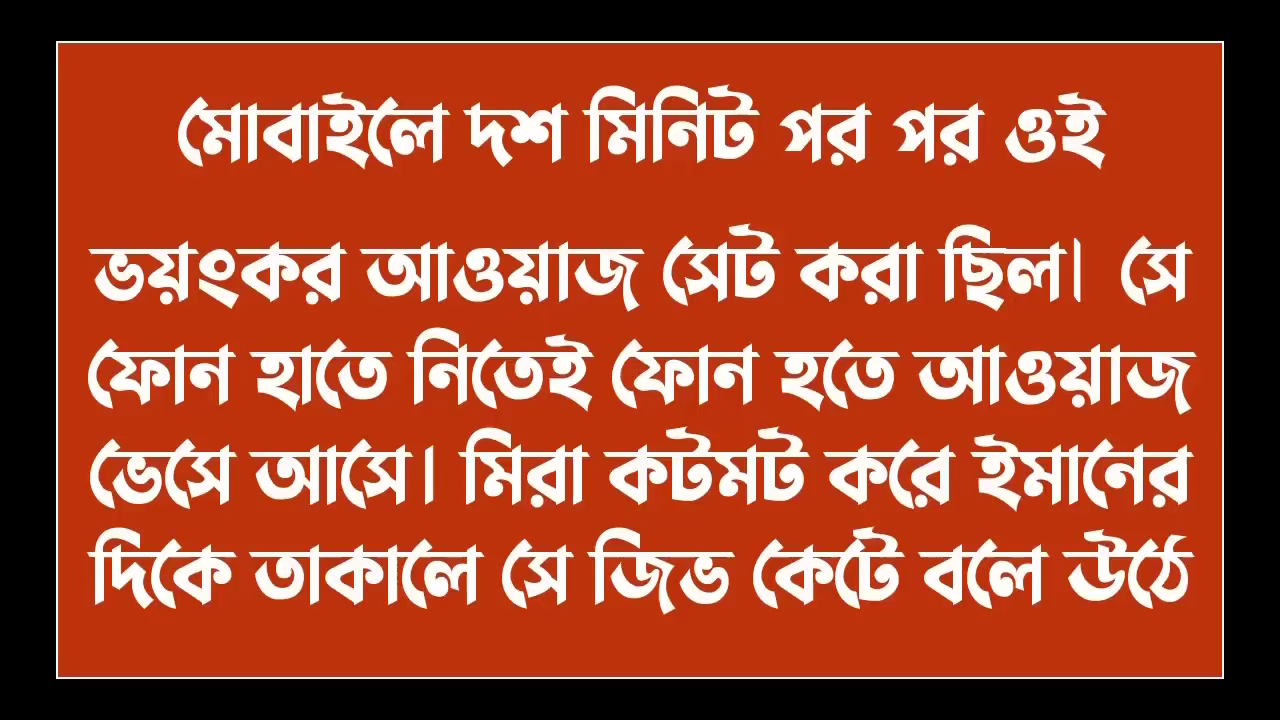 মোবাইলে দশ মিনিট পর পর ওই
ভয়ংকর আওয়াজ সেট করা ছিল। সে
ফোন হাতে নিতেই ফোন হতে আওয়াজ
ভেসে আসে। মিরা কটমট করে ইমানের
দিকে তাকালে সে জিভ কেটে বলে উঠে